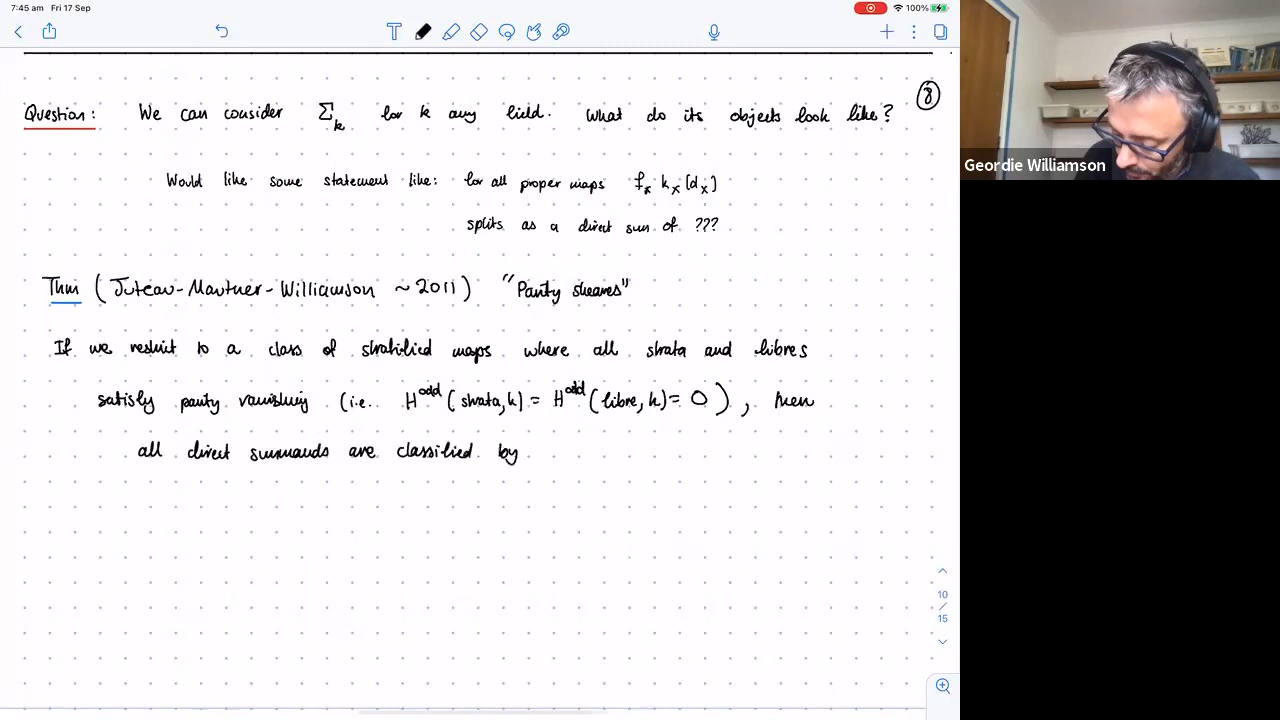 7:45 am Fri 17 Sep
100%
Question: We can consider Σ_k for k any field. What do its objects look like? 8
Would like some statement like: for all proper maps f_* k_X [d_X]
splits as a direct sum of ???
Thm (Juteau-Mautner-Williamson ~2011) "Parity sheaves"
If we restrict to a class of stratified maps where all strata and fibres
satisfy parity vanishing (i.e. H^odd (strata, k) = H^odd (fibre, k) = 0), then
all direct summands are classified by
Geordie Williamson
10
/
15